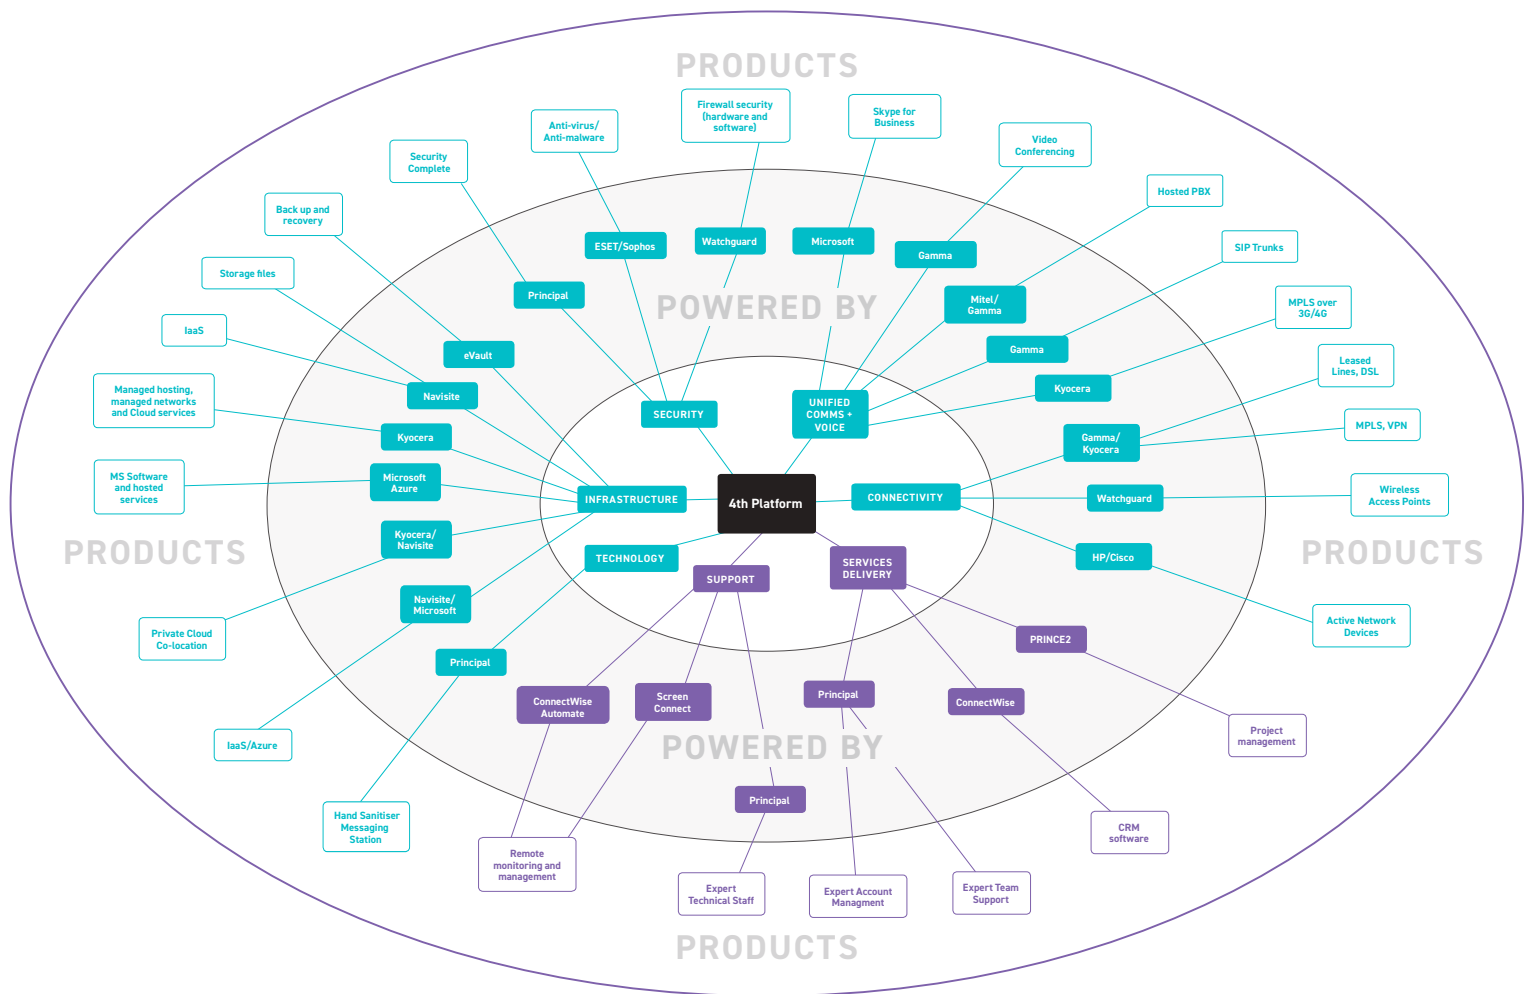 PRODUCTS
Firewall security
(hardware and
software)
Skype for
Business
Anti-virus/
Anti-malware
Video
Conferencing
Security
Complete
Hosted PBX
Back up and
recovery
SIP Trunks
Storage files
MPLS over
3G/4G
IaaS
Leased
Lines, DSL
Managed hosting,
managed networks
and Cloud services
MPLS, VPN
MS Software
and hosted
services
Wireless
Access Points
PRODUCTS
PRODUCTS
Private Cloud
Co-location
Active Network
Devices
IaaS/Azure
Project
management
Hand Sanitiser
Messaging
Station
CRM
software
Remote
monitoring and
management
Expert
Technical Staff
Expert Account
Managment
Expert Team
Support
PRODUCTS
POWERED BY
ESET/Sophos
Watchguard
Microsoft
Gamma
Principal
Mitel/
Gamma
eVault
Gamma
Navisite
Kyocera
Kyocera
Gamma/
Kyocera
Microsoft
Azure
Watchguard
Kyocera/
Navisite
HP/Cisco
Navisite/
Microsoft
PRINCE2
Principal
ConnectWise
Automate
Screen
Connect
Principal
ConnectWise
POWERED BY
Principal
SECURITY
UNIFIED
COMMS +
VOICE
INFRASTRUCTURE
4th Platform
CONNECTIVITY
TECHNOLOGY
SUPPORT
SERVICES
DELIVERY